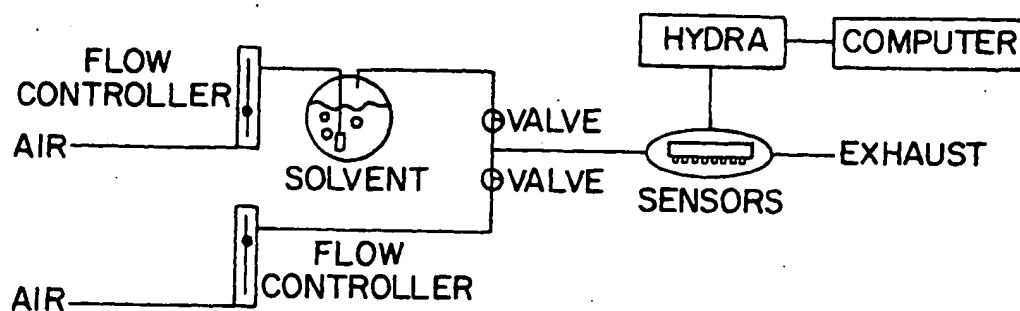 FLOW
CONTROLLER
AIR
SOLVENT
VALVE
VALVE
HYDRA
COMPUTER
EXHAUST
SENSORS
FLOW
CONTROLLER
AIR